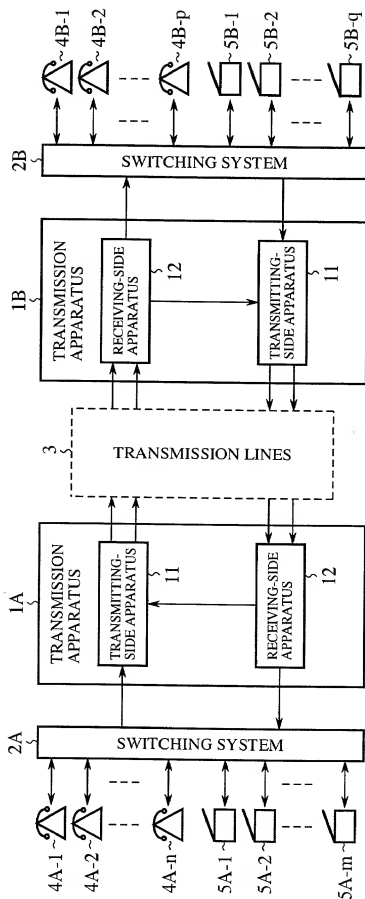 4A-1
4A-2
4A-n
5A-1
5A-2
5A-m
2A
SWITCHING SYSTEM
1A
TRANSMISSION
APPARATUS
TRANSMITTING-
SIDE APPARATUS
11
RECEIVING-SIDE
APPARATUS
12
3
TRANSMISSION LINES
1B
TRANSMISSION
APPARATUS
RECEIVING-SIDE
APPARATUS
12
TRANSMITTING-
SIDE APPARATUS
11
2B
SWITCHING SYSTEM
4B-1
4B-2
4B-p
5B-1
5B-2
5B-q